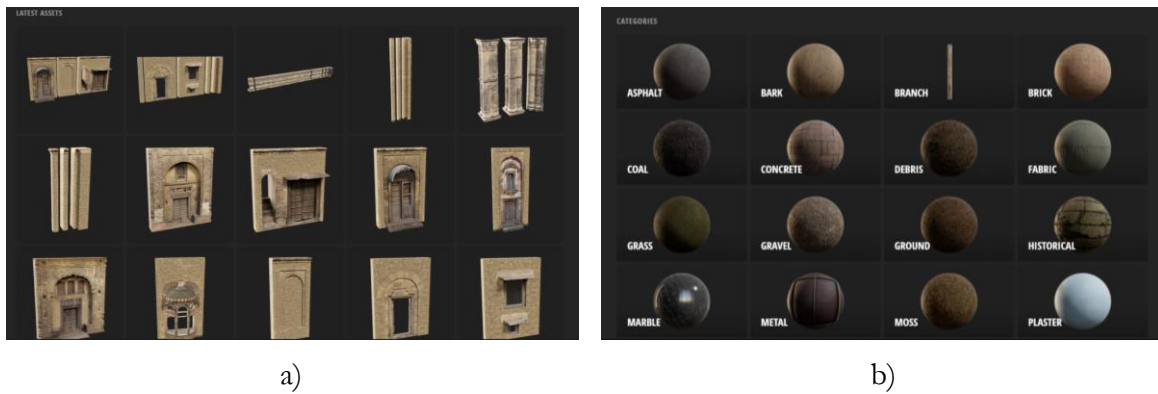 LATEST ASSETS
CATEGORIES
ASPHALT
BARK
BRANCH
BRICK
COAL
CONCRETE
DEBRIS
FABRIC
GRASS
GRAVEL
GROUND
HISTORICAL
MARBLE
METAL
MOSS
PLASTER
a)
b)